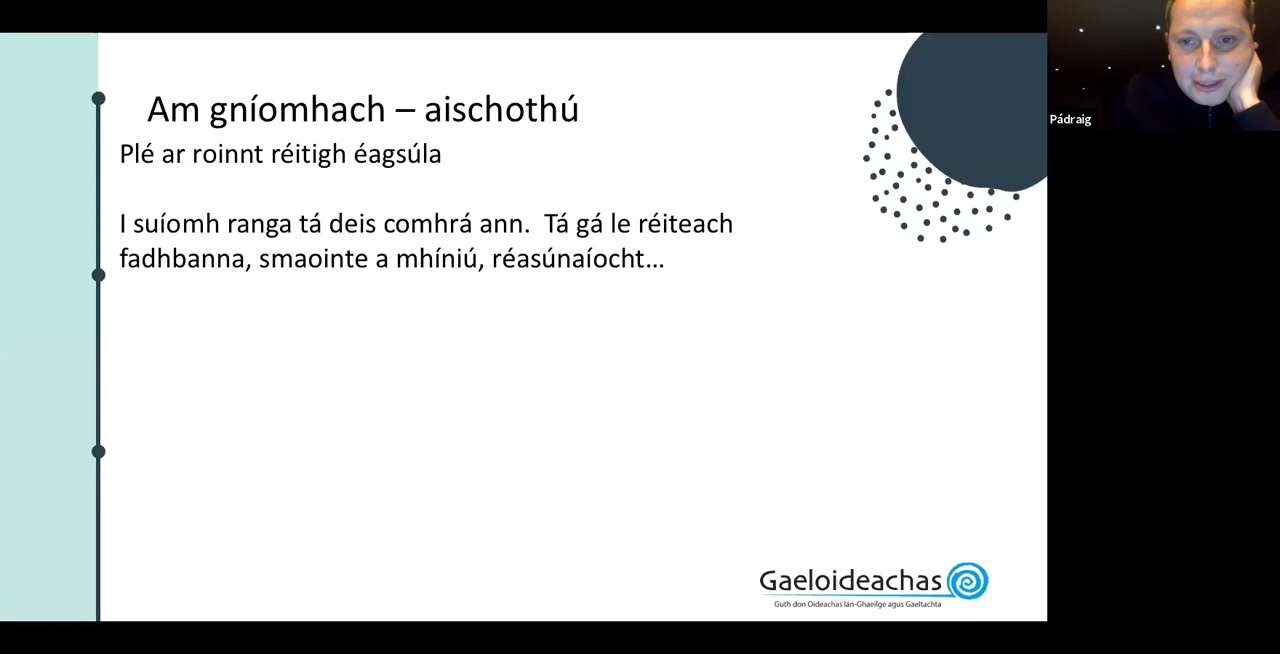 Am gníomhach – aischothú
Plé ar roinnt réitigh éagsúla
I suíomh ranga tá deis comhrá ann.  Tá gá le réiteach
fadhbanna, smaointe a mhíniú, réasúnaíocht...
Gaeloideachas
Guth don Oideachas lán-Ghaeilge agus Gaeltachta
Pádraig